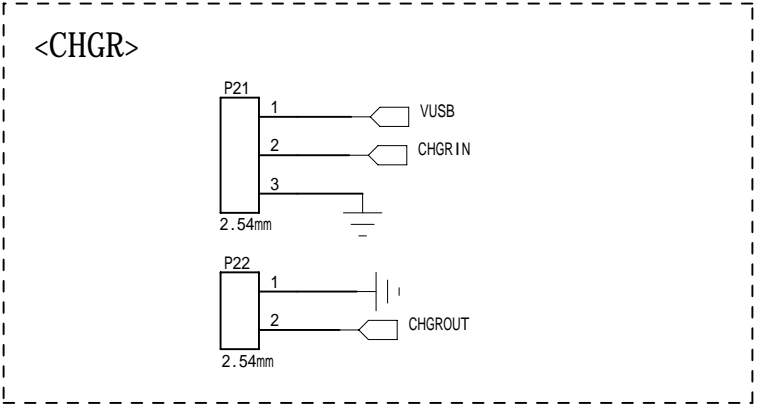 <CHGR>
P21
1 VUSB
2 CHGRIN
3
2.54mm
P22
1
2 CHGROUT
2.54mm